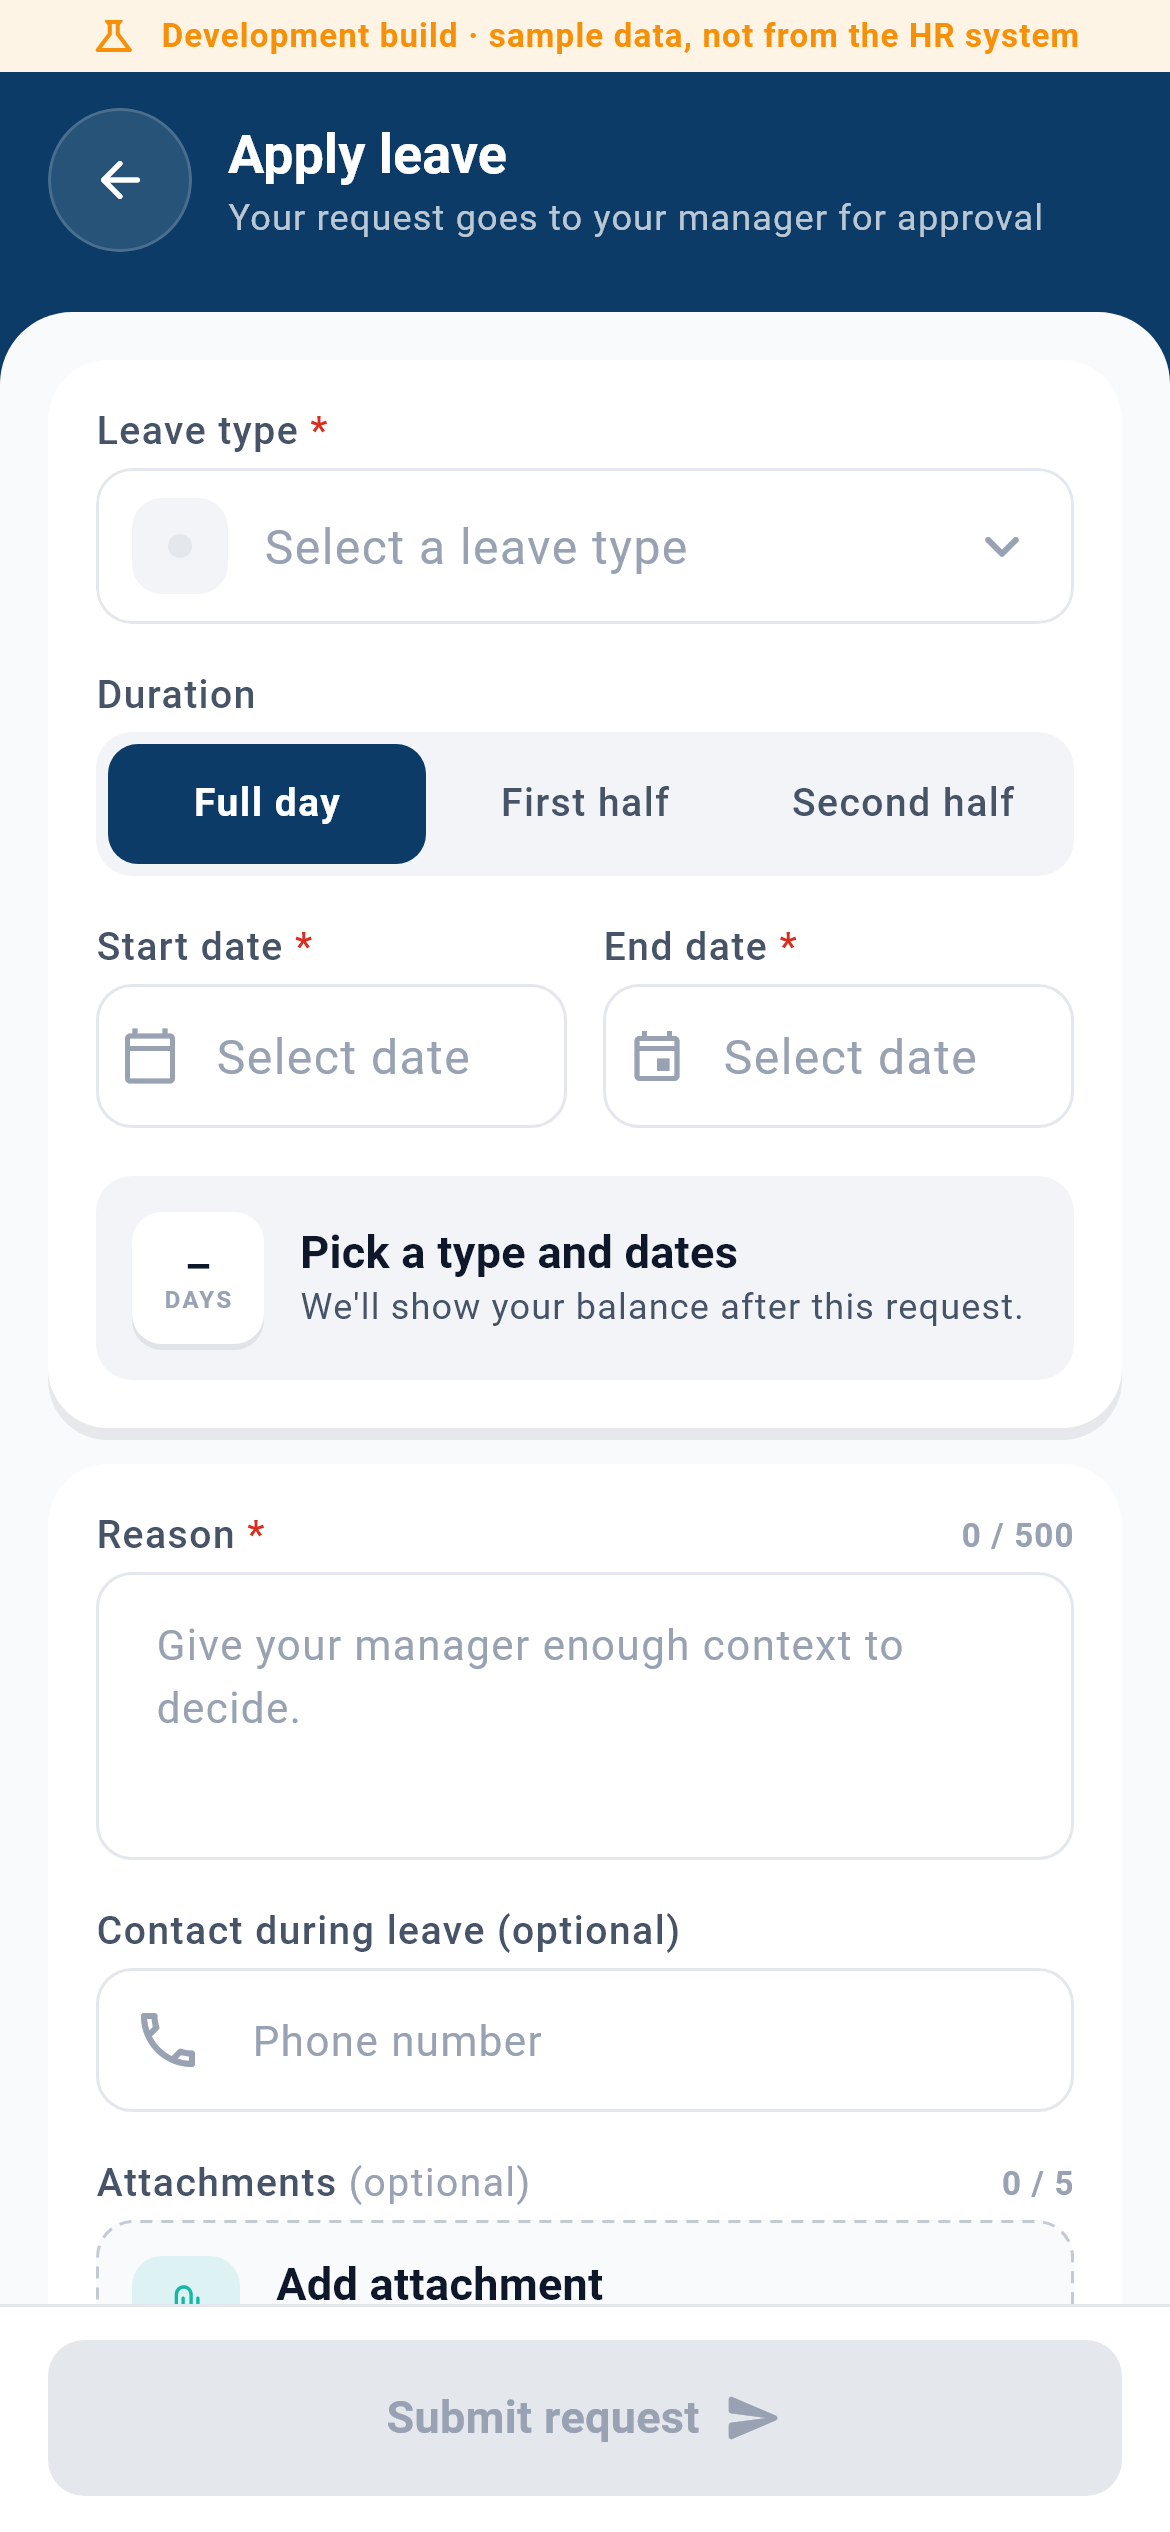 Development build · sample data, not from the HR system
Apply leave
Your request goes to your manager for approval
Leave type *
Select a leave type
Duration
Full day First half Second half
Start date * End date *
Select date Select date
–
DAYS
Pick a type and dates
We'll show your balance after this request.
Reason * 0 / 500
Give your manager enough context to
decide.
Contact during leave (optional)
Phone number
Attachments (optional) 0 / 5
Add attachment
Submit request